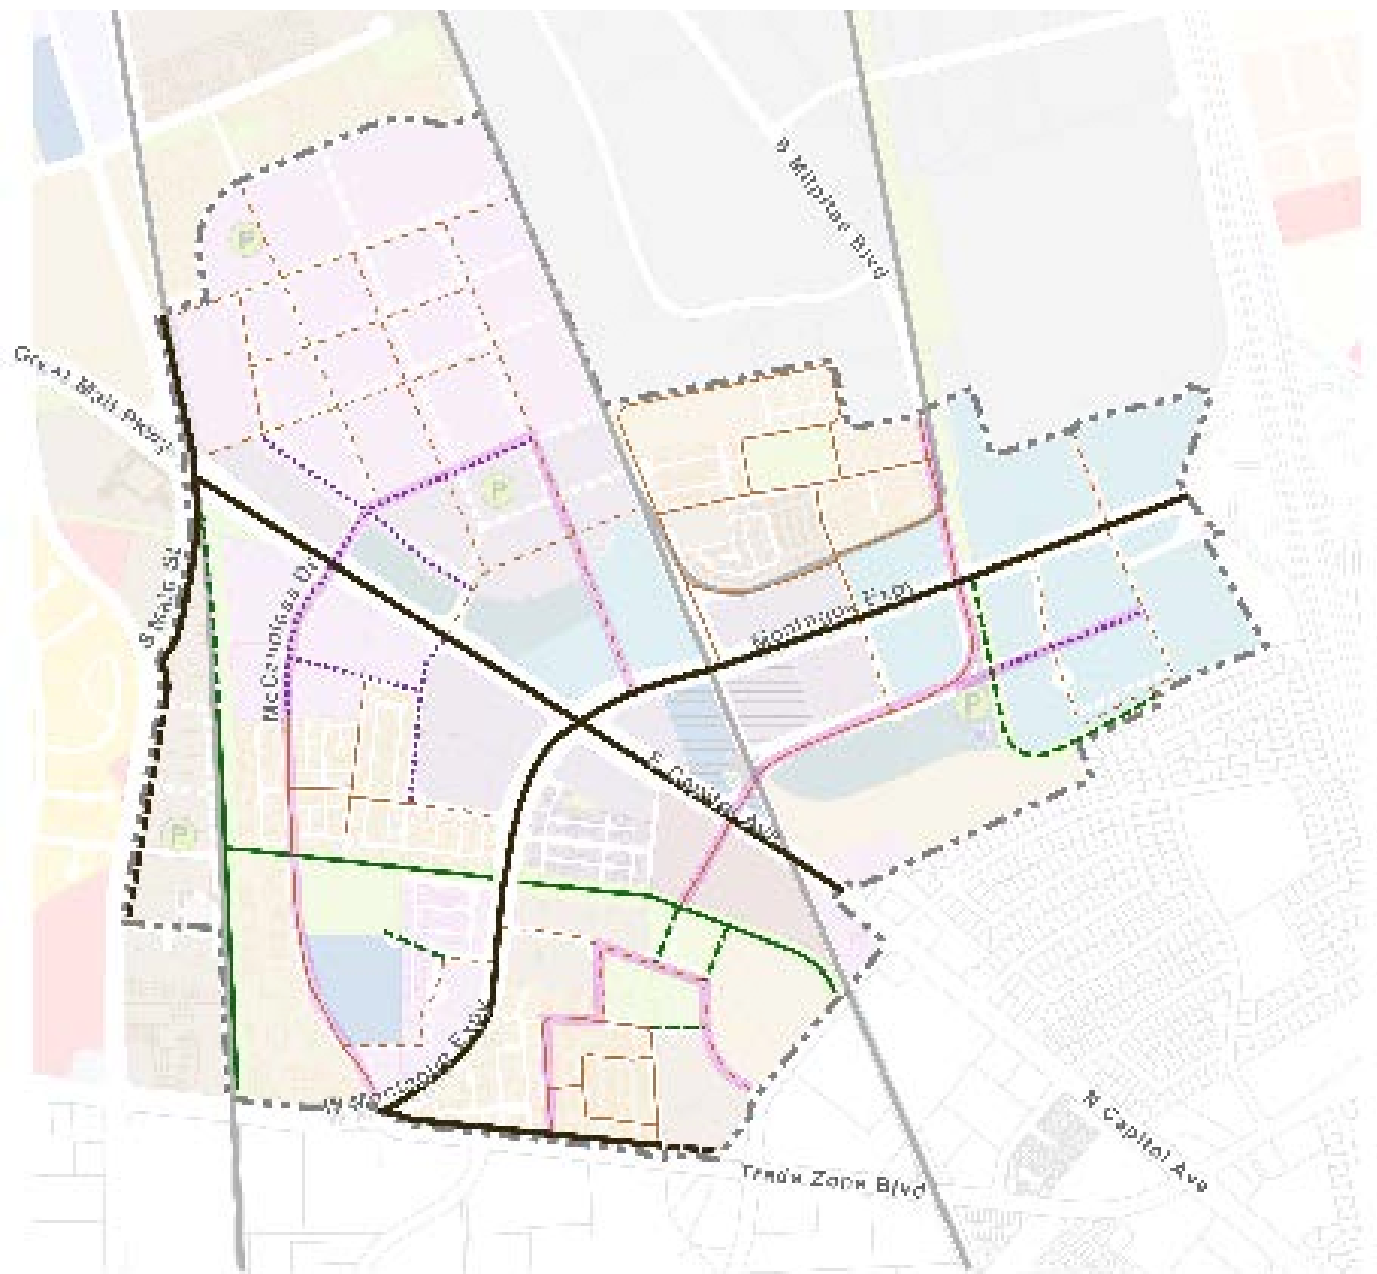 S Milpitas Blvd
P
Great Mall Pkwy
P
S Main St
McCandless Dr
Montague Expy
P
E Capitol Ave
P
Montague Expy
N Capitol Ave
Trade Zone Blvd